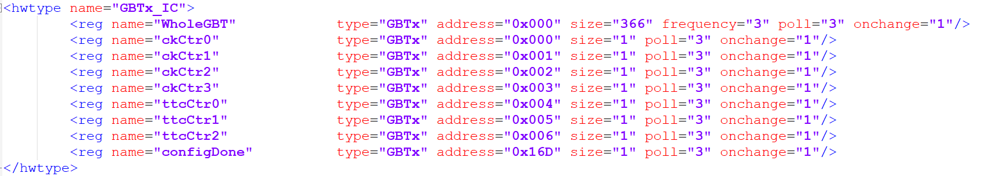 <hwtype name="GBTx_IC">
<reg name="WholeGBT" type="GBTx" address="0x000" size="366" frequency="3" poll="3" onchange="1"/>
<reg name="ckCtr0" type="GBTx" address="0x000" size="1" poll="3" onchange="1"/>
<reg name="ckCtr1" type="GBTx" address="0x001" size="1" poll="3" onchange="1"/>
<reg name="ckCtr2" type="GBTx" address="0x002" size="1" poll="3" onchange="1"/>
<reg name="ckCtr3" type="GBTx" address="0x003" size="1" poll="3" onchange="1"/>
<reg name="ttcCtr0" type="GBTx" address="0x004" size="1" poll="3" onchange="1"/>
<reg name="ttcCtr1" type="GBTx" address="0x005" size="1" poll="3" onchange="1"/>
<reg name="ttcCtr2" type="GBTx" address="0x006" size="1" poll="3" onchange="1"/>
<reg name="configDone" type="GBTx" address="0x16D" size="1" poll="3" onchange="1"/>
</hwtype>